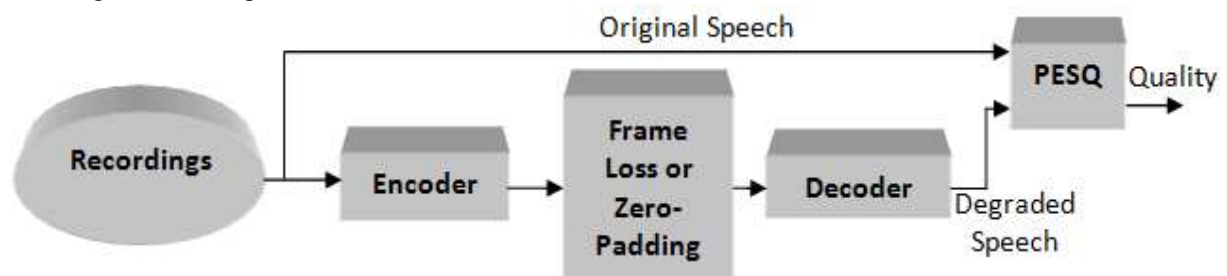 Original Speech
PESQ
Quality
Recordings
Encoder
Frame
Loss or
Zero-
Padding
Decoder
Degraded
Speech